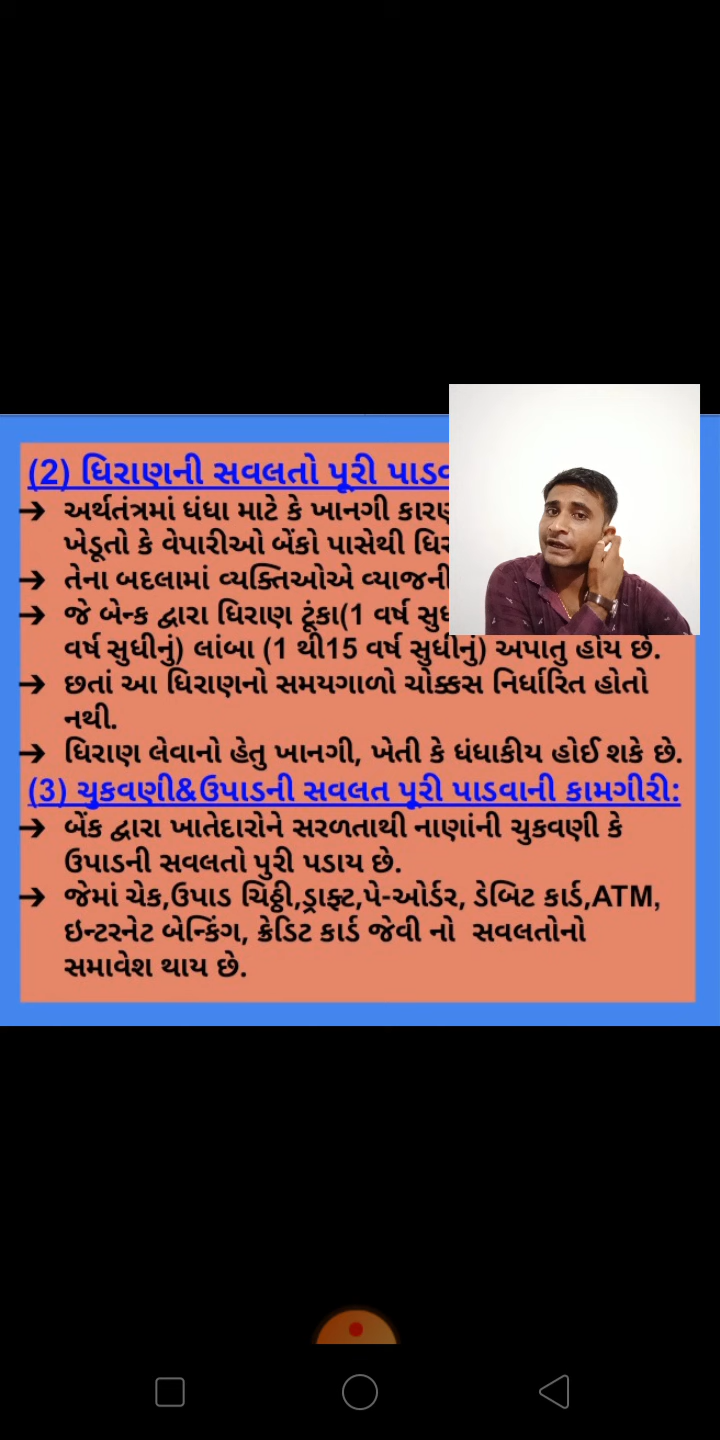 (2) ધિરાણની સવલતો પૂરી
➔ અર્થતંત્રમાં ધંધા માટે કે ખાનગી
ખેડૂતો કે વેપારીઓ બેંકો પાસેથી
➔ તેના બદલામાં વ્યક્તિઓએ વ્યાજની
➔ જે બેન્ક દ્વારા ધિરાણ ટૂંકા(1 વર્ષ
વર્ષ સુધીનું) લાંબા (1 થી15 વર્ષ સુધીનું) અપાતુ હોય છે.
➔ છતાં આ ધિરાણનો સમયગાળો ચોક્કસ નિર્ધારિત હોતો
નથી.
➔ ધિરાણ લેવાનો હેતુ ખાનગી, ખેતી કે ધંધાકીય હોઈ શકે છે.
(3) ચુકવણી&ઉપાડની સવલત પૂરી પાડવાની કામગીરી:
➔ બેંક દ્વારા ખાતેદારોને સરળતાથી નાણાંની ચુકવણી કે
ઉપાડની સવલતો પુરી પડાય છે.
➔ જેમાં ચેક,ઉપાડ ચિઠ્ઠી,ડ્રાફ્ટ,પે-ઓર્ડર, ડેબિટ કાર્ડ,ATM,
ઇન્ટરનેટ બેન્કિંગ, ક્રેડિટ કાર્ડ જેવી નો સવલતોનો
સમાવેશ થાય છે.